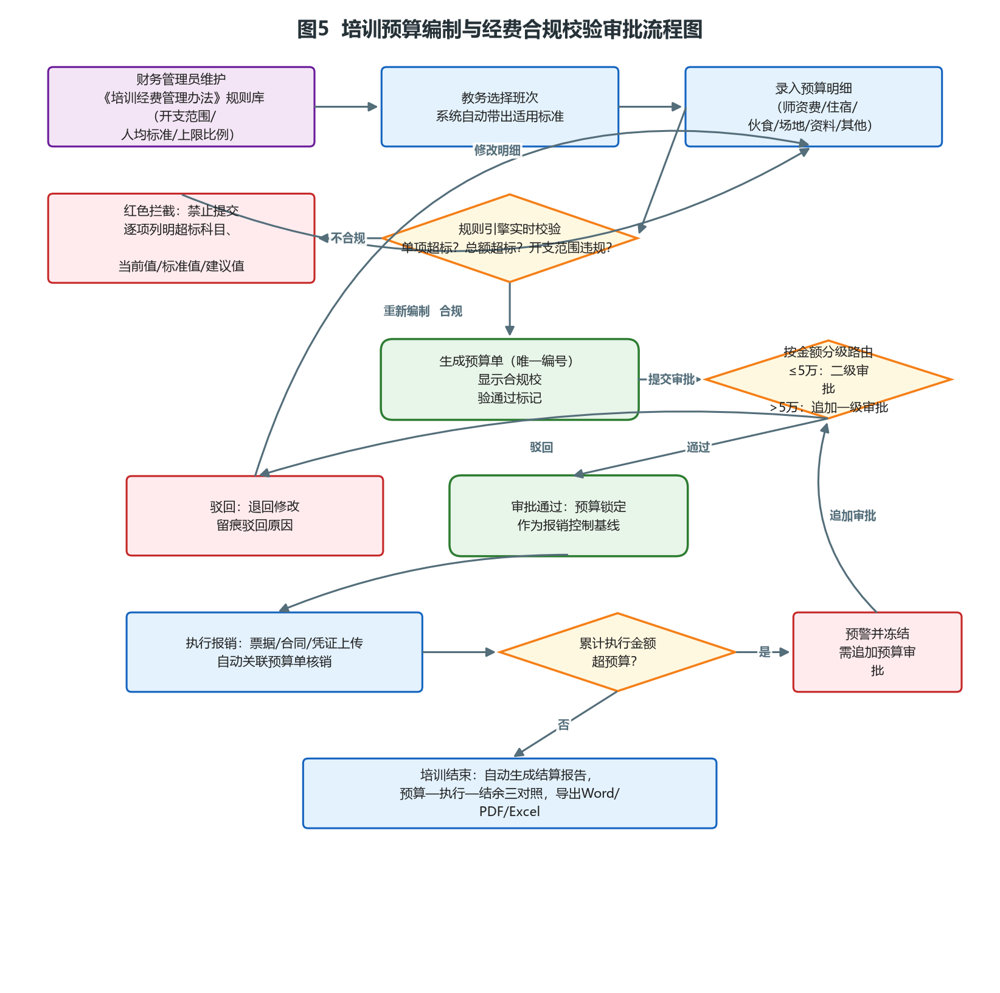 图5 培训预算编制与经费合规校验审批流程图
财务管理员维护
《培训经费管理办法》规则库
（开支范围/
人均标准/上限比例）
教务选择班次
系统自动带出适用标准
录入预算明细
（师资费/住宿/
伙食/场地/资料/其他）
修改明细
红色拦截：禁止提交
逐项列明超标科目、
当前值/标准值/建议值
不合规
规则引擎实时校验
单项超标？总额超标？开支范围违规？
重新编制 合规
生成预算单（唯一编号）
显示合规校
验通过标记
提交审批
按金额分级路由
≤5万：二级审
批
>5万：追加一级审批
驳回
通过
驳回：退回修改
留痕驳回原因
审批通过：预算锁定
作为报销控制基线
追加审批
执行报销：票据/合同/凭证上传
自动关联预算单核销
累计执行金额
超预算？
是
预警并冻结
需追加预算审
批
否
培训结束：自动生成结算报告，
预算—执行—结余三对照，导出Word/
PDF/Excel